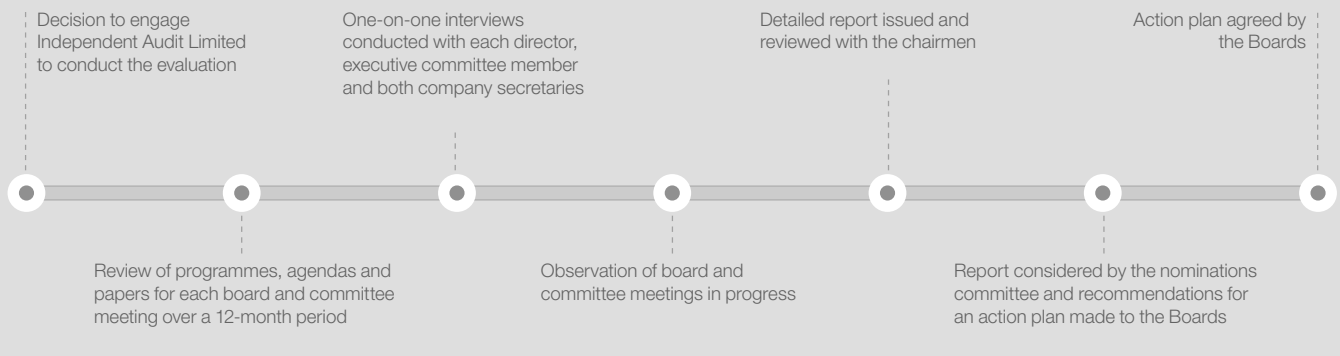 Decision to engage
Independent Audit Limited
to conduct the evaluation
Review of programmes, agendas and
papers for each board and committee
meeting over a 12-month period
One-on-one interviews
conducted with each director,
executive committee member
and both company secretaries
Observation of board and
committee meetings in progress
Detailed report issued and
reviewed with the chairmen
Report considered by the nominations
committee and recommendations for
an action plan made to the Boards
Action plan agreed by
the Boards